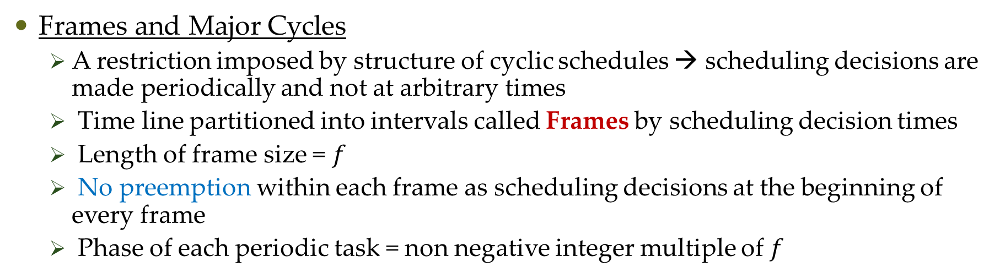 • Frames and Major Cycles
➢ A restriction imposed by structure of cyclic schedules → scheduling decisions are
made periodically and not at arbitrary times
➢ Time line partitioned into intervals called Frames by scheduling decision times
➢ Length of frame size = f
➢ No preemption within each frame as scheduling decisions at the beginning of
every frame
➢ Phase of each periodic task = non negative integer multiple of f